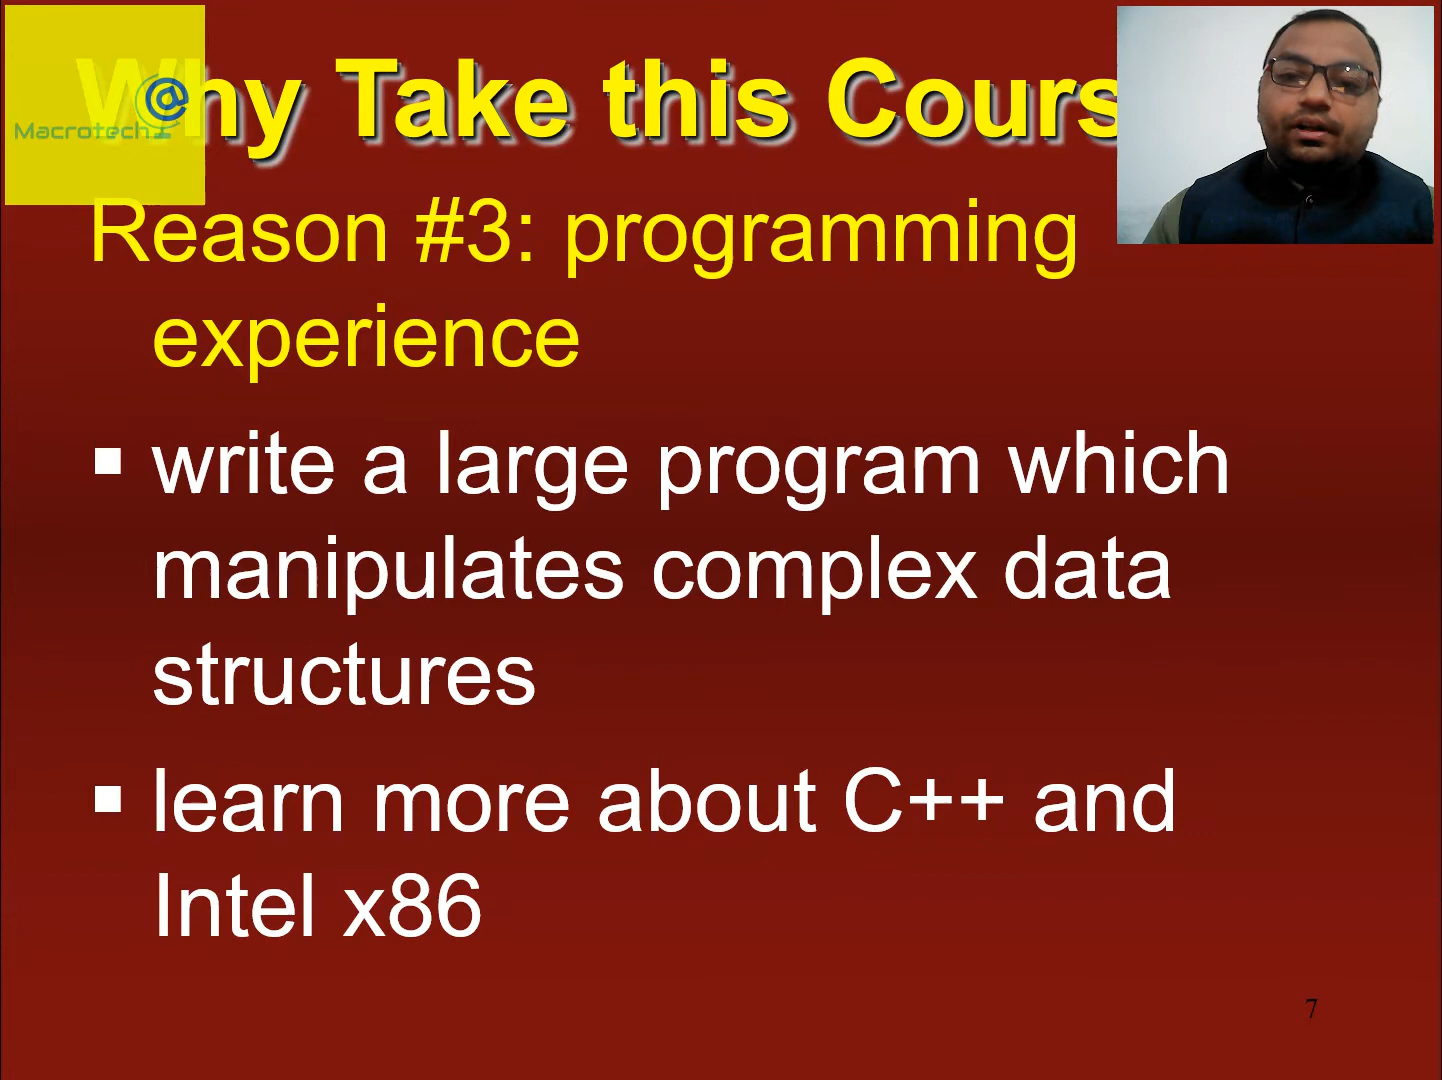 Why Take this Cours
Macrotech
Reason #3: programming
experience
▪ write a large program which
manipulates complex data
structures
▪ learn more about C++ and
Intel x86
7